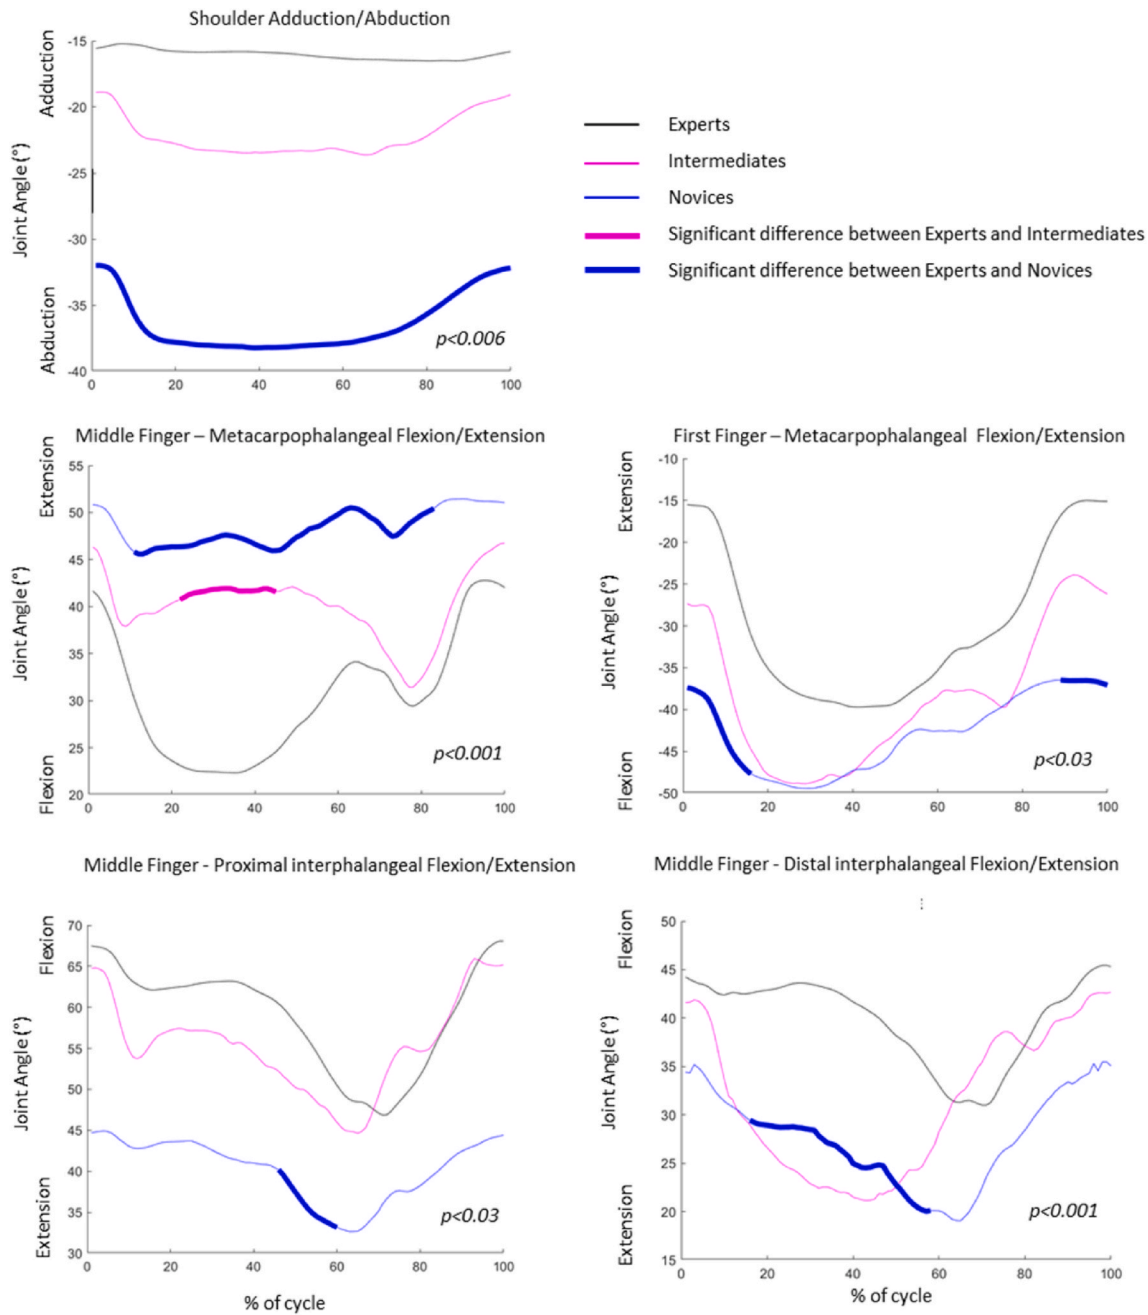 Shoulder Adduction/Abduction
Adduction
Joint Angle (°)
Abduction
-15
-20
-25
-30
-35
-40
0 20 40 60 80 100
p<0.006
Experts
Intermediates
Novices
Significant difference between Experts and Intermediates
Significant difference between Experts and Novices
Middle Finger – Metacarpophalangeal Flexion/Extension
Extension
Joint Angle (°)
Flexion
55
50
45
40
35
30
25
20
0 20 40 60 80 100
p<0.001
First Finger – Metacarpophalangeal Flexion/Extension
Extension
Joint Angle (°)
Flexion
-10
-15
-20
-25
-30
-35
-40
-45
-50
0 20 40 60 80 100
p<0.03
Middle Finger - Proximal interphalangeal Flexion/Extension
Flexion
Joint Angle (°)
Extension
70
65
60
55
50
45
40
35
30
0 20 40 60 80 100
p<0.03
% of cycle
Middle Finger - Distal interphalangeal Flexion/Extension
Flexion
Joint Angle (°)
Extension
50
45
40
35
30
25
20
15
0 20 40 60 80 100
p<0.001
% of cycle